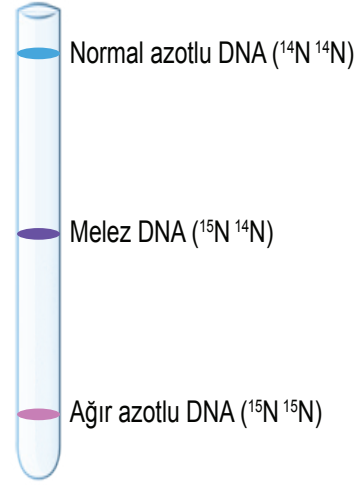 Normal azotlu DNA (¹⁴N ¹⁴N)
Melez DNA (¹⁵N ¹⁴N)
Ağır azotlu DNA (¹⁵N ¹⁵N)